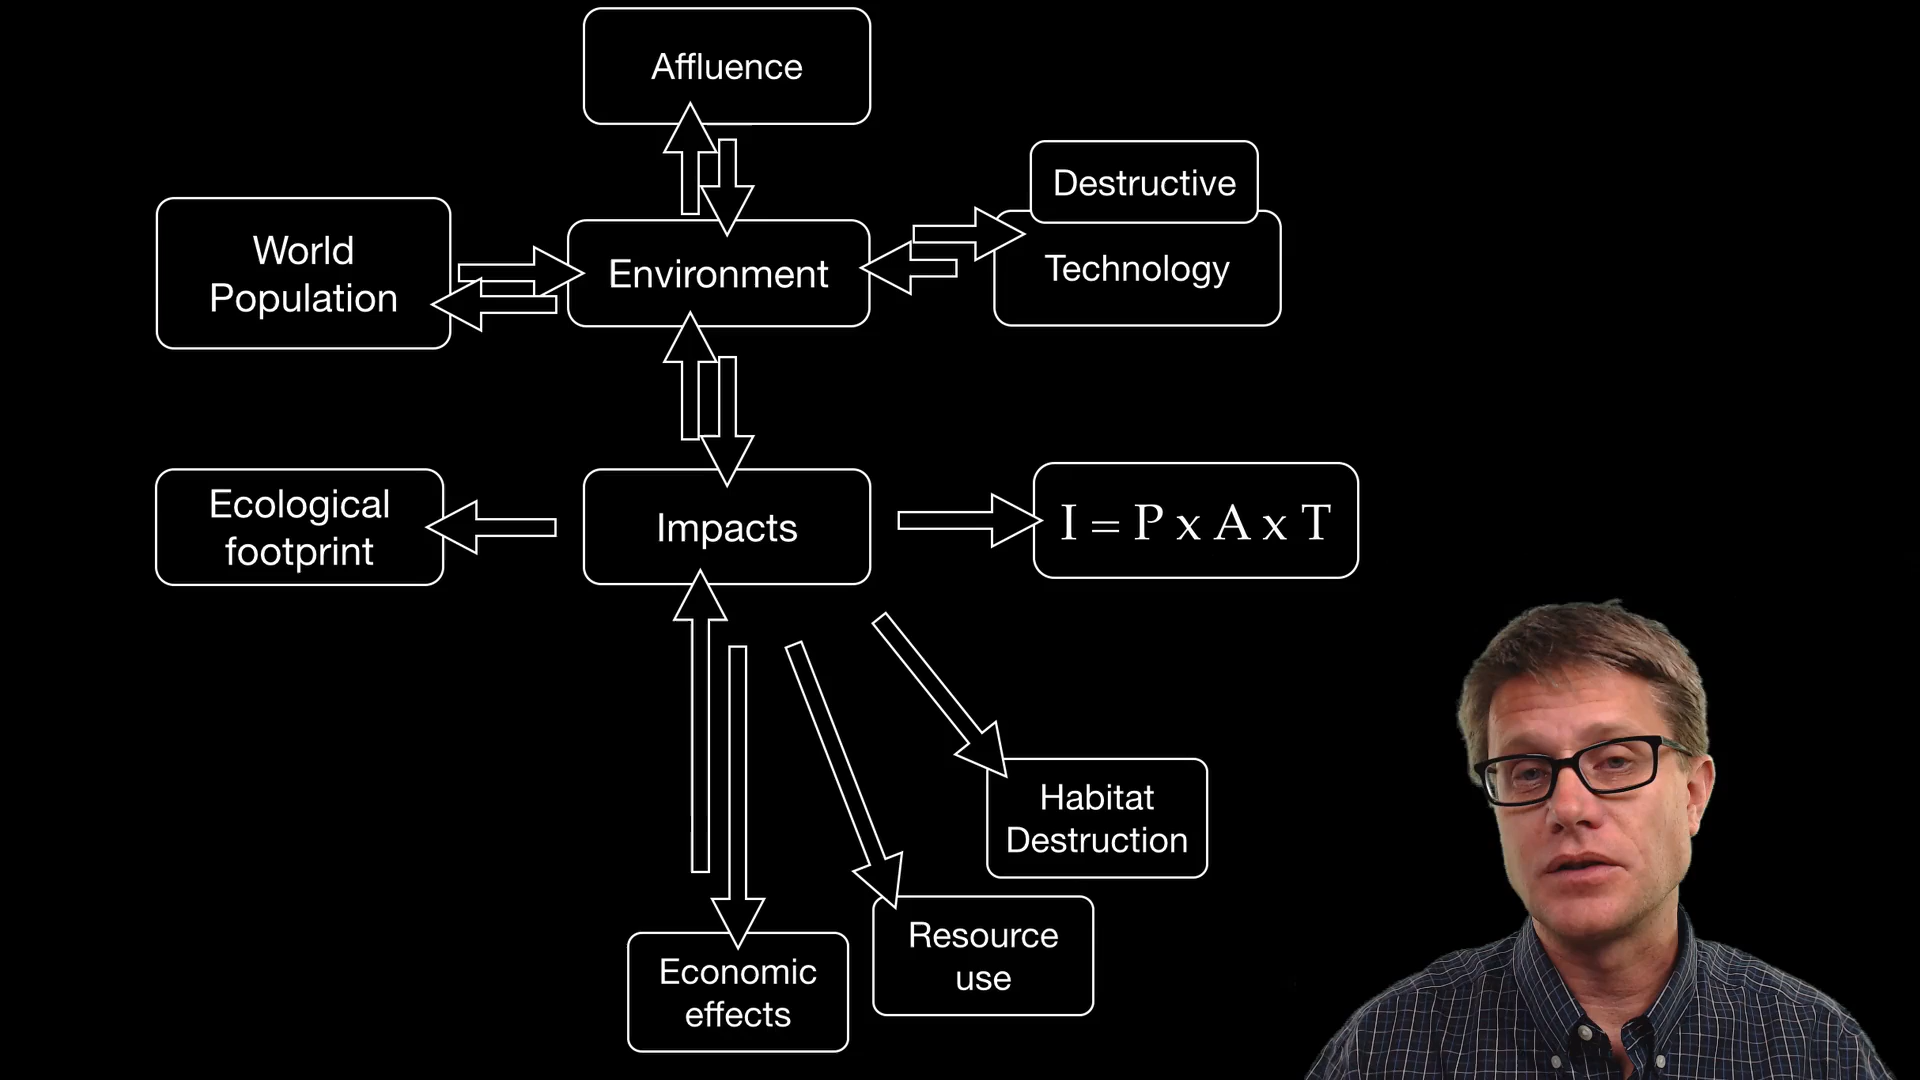 Affluence
Destructive
World
Population
Environment
Technology
Ecological
footprint
Impacts
I = P x A x T
Habitat
Destruction
Resource
use
Economic
effects